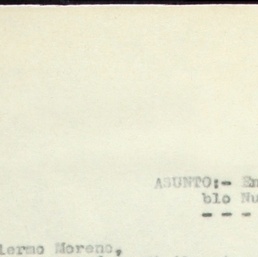 ASUNTO:- En
blo Nu
- - -
lermo Moreno,